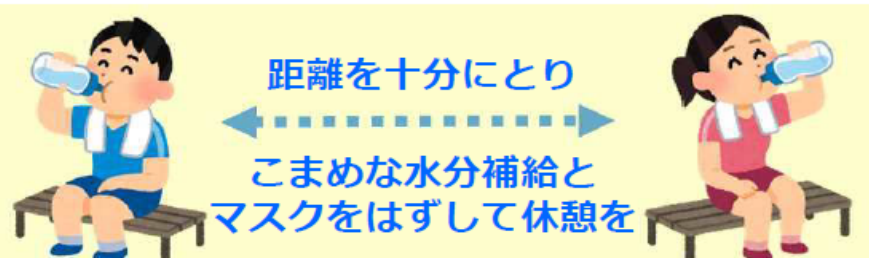 距離を十分にとり
こまめな水分補給と
マスクをはずして休憩を